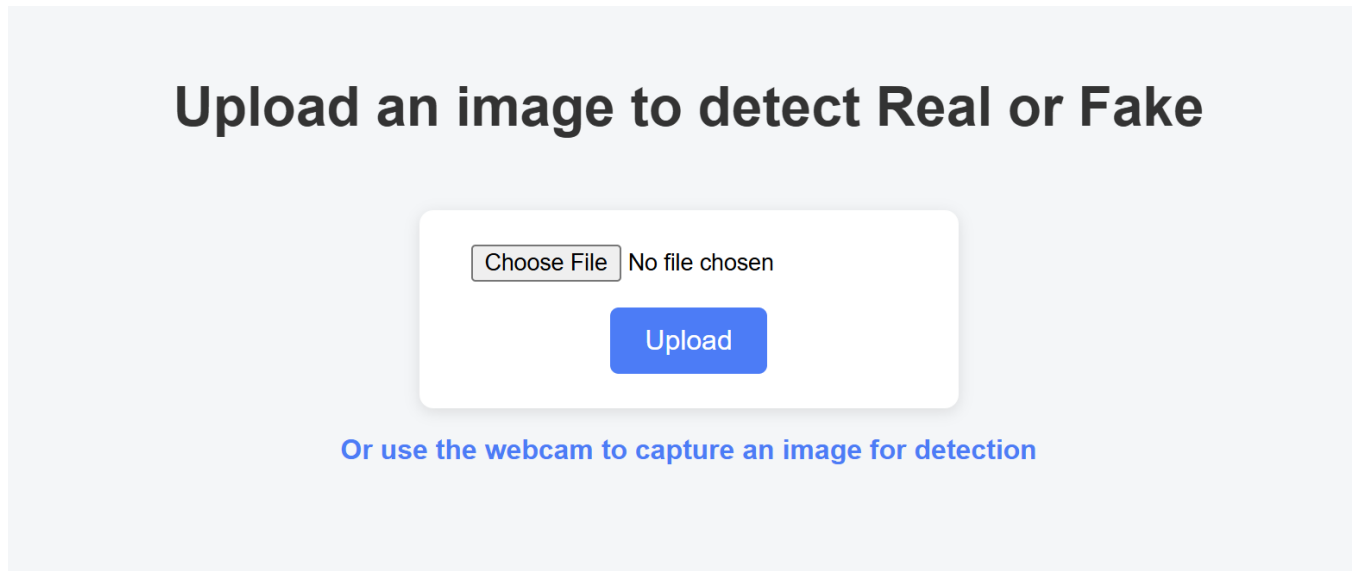 Upload an image to detect Real or Fake
Choose File No file chosen
Upload
Or use the webcam to capture an image for detection